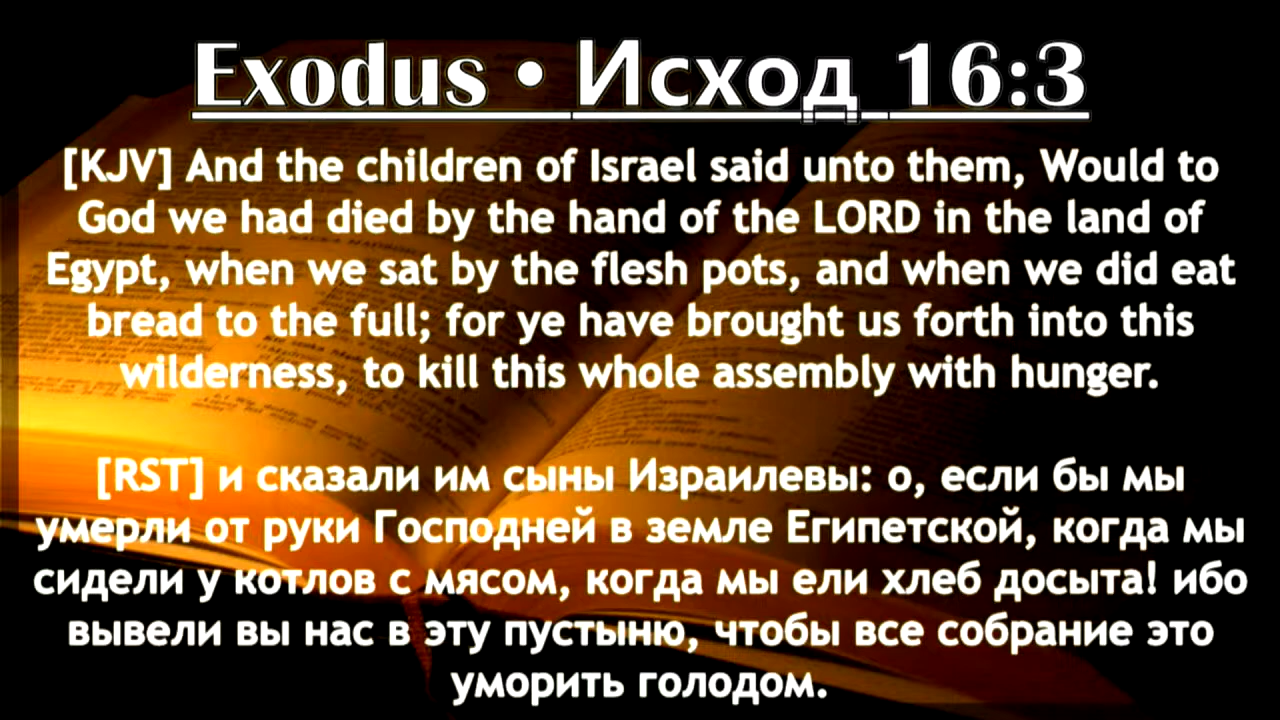 Exodus • Исход 16:3
[KJV] And the children of Israel said unto them, Would to
God we had died by the hand of the LORD in the land of
Egypt, when we sat by the flesh pots, and when we did eat
bread to the full; for ye have brought us forth into this
wilderness, to kill this whole assembly with hunger.
[RST] и сказали им сыны Израилевы: о, если бы мы
умерли от руки Господней в земле Египетской, когда мы
сидели у котлов с мясом, когда мы ели хлеб досыта! ибо
вывели вы нас в эту пустыню, чтобы все собрание это
уморить голодом.